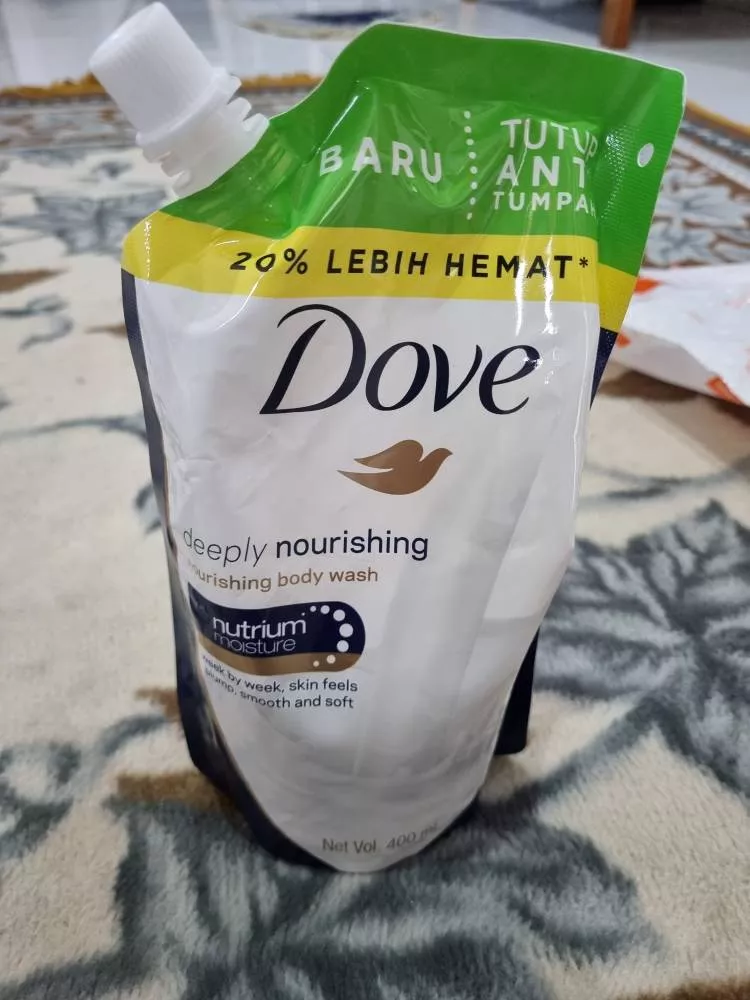 BARU
TUTUP
ANTI
TUMPAH
20% LEBIH HEMAT*
Dove
deeply nourishing
nourishing body wash
nutrium
moisture
week by week, skin feels
plump, smooth and soft
Net Vol. 400 ml